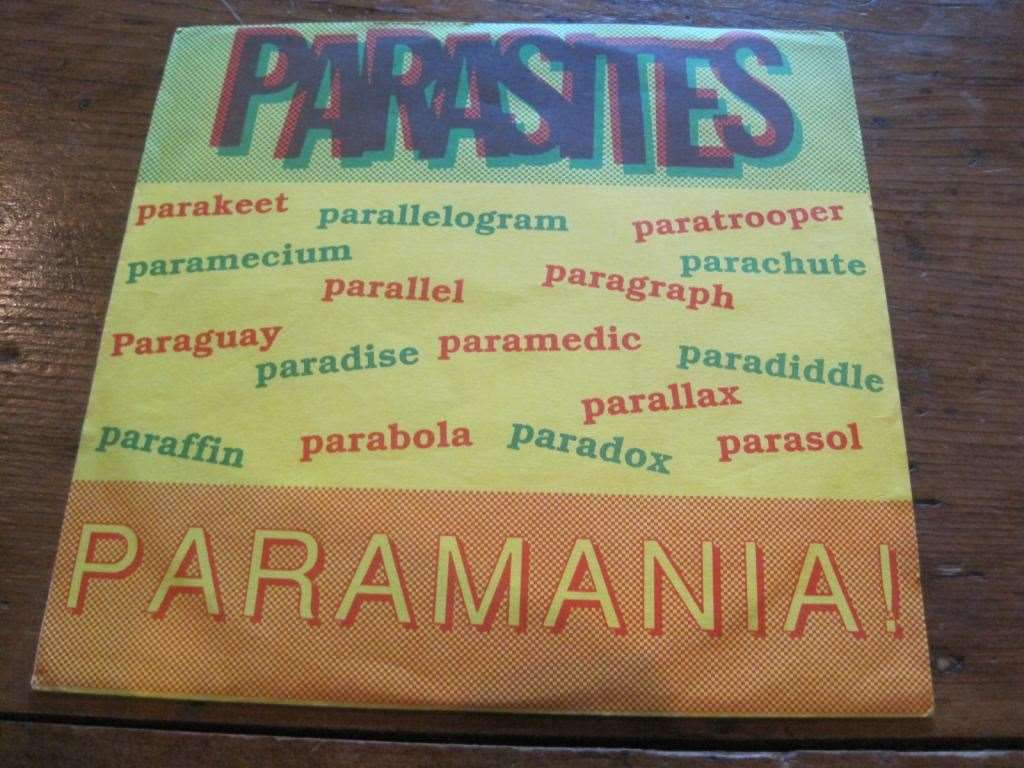 PARASITES
parakeet parallelogram paratrooper
paramecium parachute
parallel paragraph
Paraguay paradise paramedic paradiddle
parallax
paraffin parabola paradox parasol
PARAMANIA!